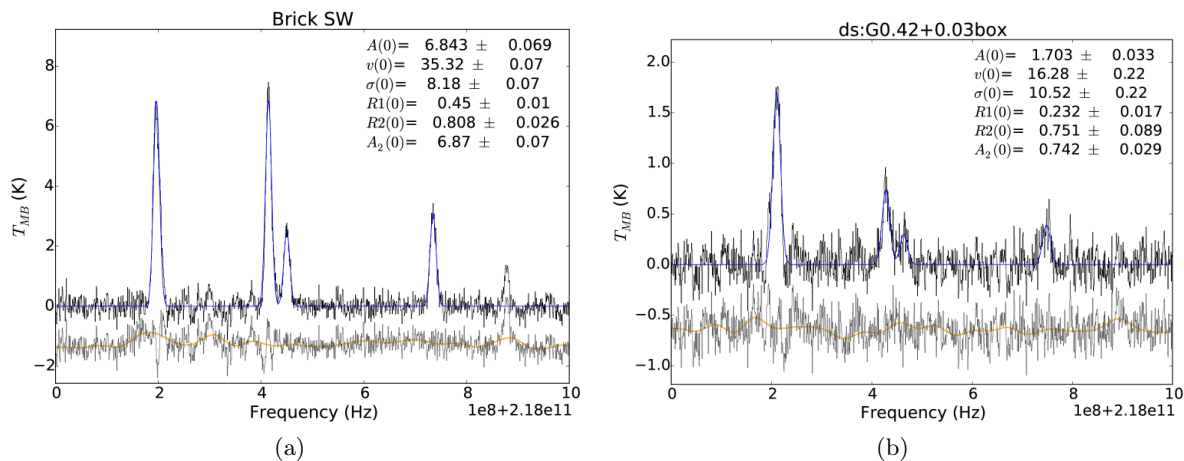 Brick SW
A(0)= 6.843 ± 0.069
v(0)= 35.32 ± 0.07
σ(0)= 8.18 ± 0.07
R1(0)= 0.45 ± 0.01
R2(0)= 0.808 ± 0.026
A₂(0)= 6.87 ± 0.07
8
6
4
2
0
−2
T_MB (K)
0 2 4 6 8 10
Frequency (Hz) 1e8+2.18e11
(a)
ds:G0.42+0.03box
A(0)= 1.703 ± 0.033
v(0)= 16.28 ± 0.22
σ(0)= 10.52 ± 0.22
R1(0)= 0.232 ± 0.017
R2(0)= 0.751 ± 0.089
A₂(0)= 0.742 ± 0.029
2.0
1.5
1.0
0.5
0.0
−0.5
−1.0
T_MB (K)
0 2 4 6 8 10
Frequency (Hz) 1e8+2.18e11
(b)